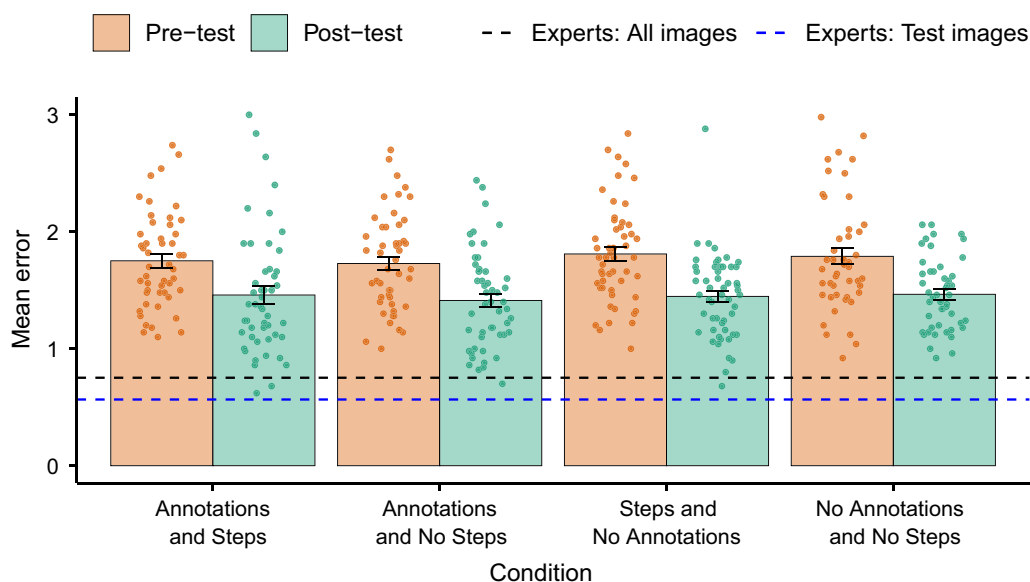 Pre−test Post−test Experts: All images Experts: Test images
Mean error
3
2
1
0
Annotations and Steps
Annotations and No Steps
Steps and No Annotations
No Annotations and No Steps
Condition